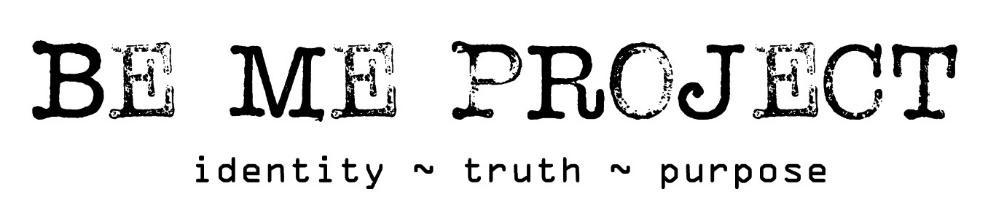 BE ME PROJECT
identity ~ truth ~ purpose